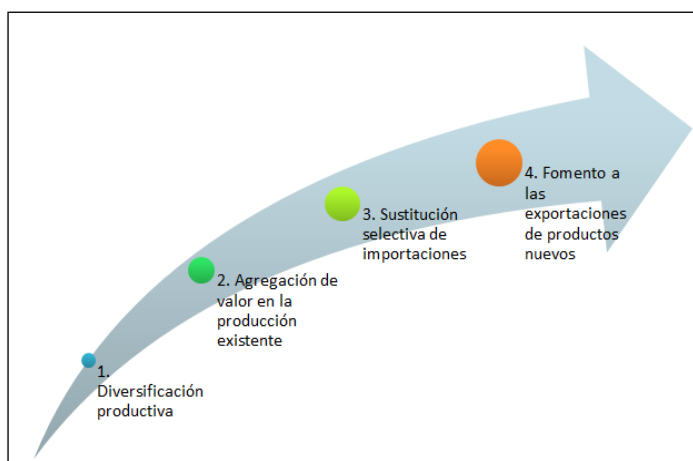 1.
Diversificación
productiva
2. Agregación de
valor en la
producción
existente
3. Sustitución
selectiva de
importaciones
4. Fomento a
las
exportaciones
de productos
nuevos